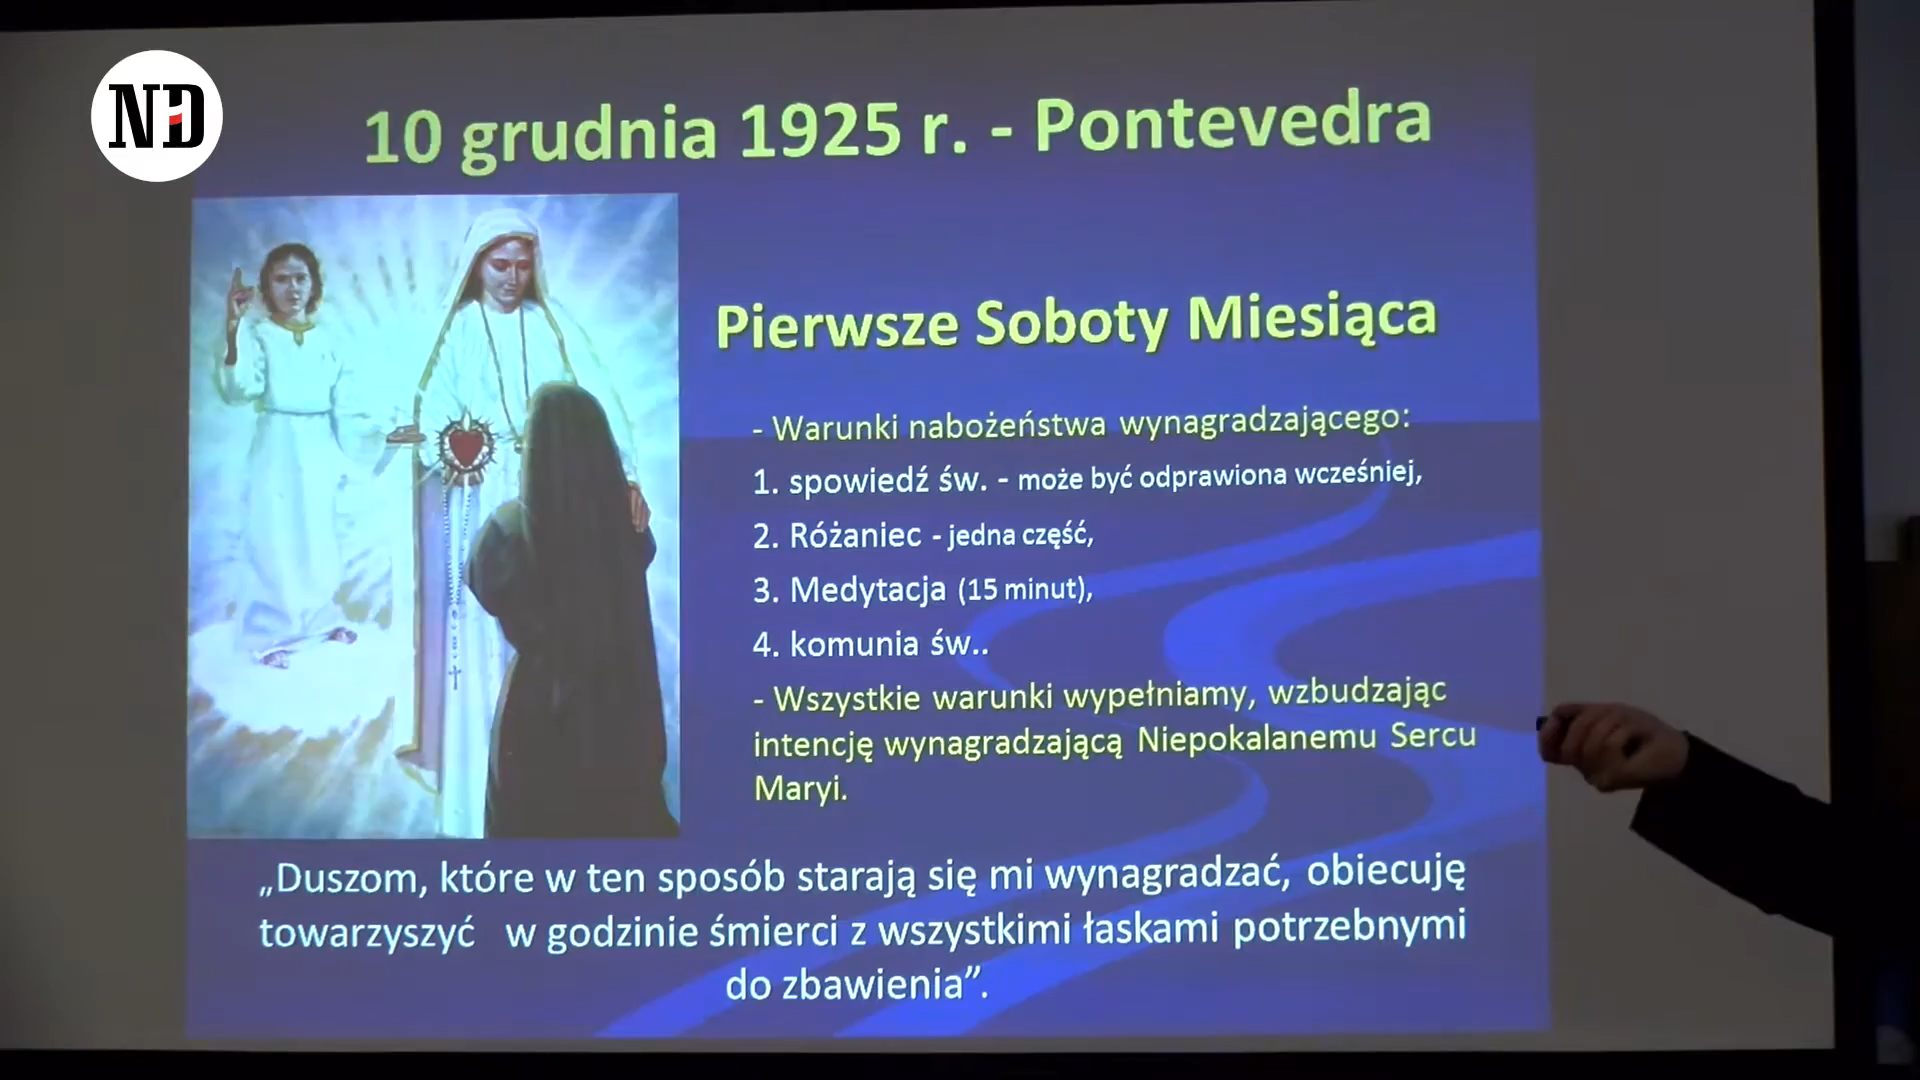 ND
10 grudnia 1925 r. - Pontevedra
Pierwsze Soboty Miesiąca
- Warunki nabożeństwa wynagradzającego:
1. spowiedź św. - może być odprawiona wcześniej,
2. Różaniec - jedna część,
3. Medytacja (15 minut),
4. komunia św..
- Wszystkie warunki wypełniamy, wzbudzając
intencję wynagradzającą Niepokalanemu Sercu
Maryi.
„Duszom, które w ten sposób starają się mi wynagradzać, obiecuję
towarzyszyć w godzinie śmierci z wszystkimi łaskami potrzebnymi
do zbawienia”.